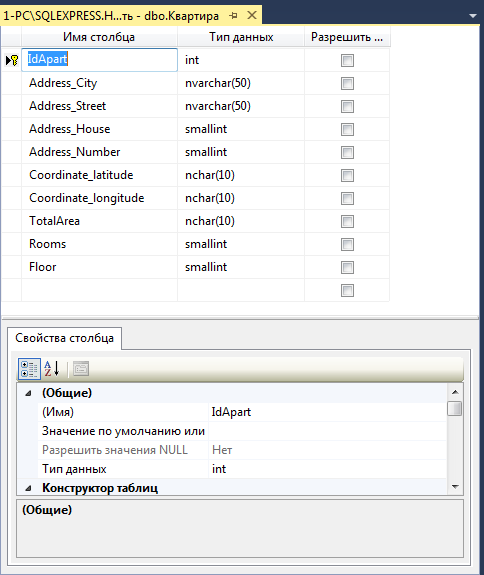 1-PC\SQLEXPRESS.H...ть - dbo.Квартира
Имя столбца Тип данных Разрешить ...
IdApart int
Address_City nvarchar(50)
Address_Street nvarchar(50)
Address_House smallint
Address_Number smallint
Coordinate_latitude nchar(10)
Coordinate_longitude nchar(10)
TotalArea nchar(10)
Rooms smallint
Floor smallint
Свойства столбца
(Общие)
(Имя) IdApart
Значение по умолчанию или
Разрешить значения NULL Нет
Тип данных int
Конструктор таблиц
(Общие)